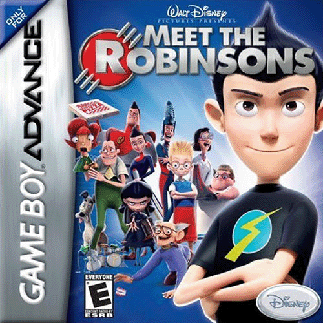 ONLY
FOR
GAME BOY ADVANCE
WALT DISNEY
PICTURES PRESENTS
MEET THE
ROBINSONS
EVERYONE
E
ESRB
Disney